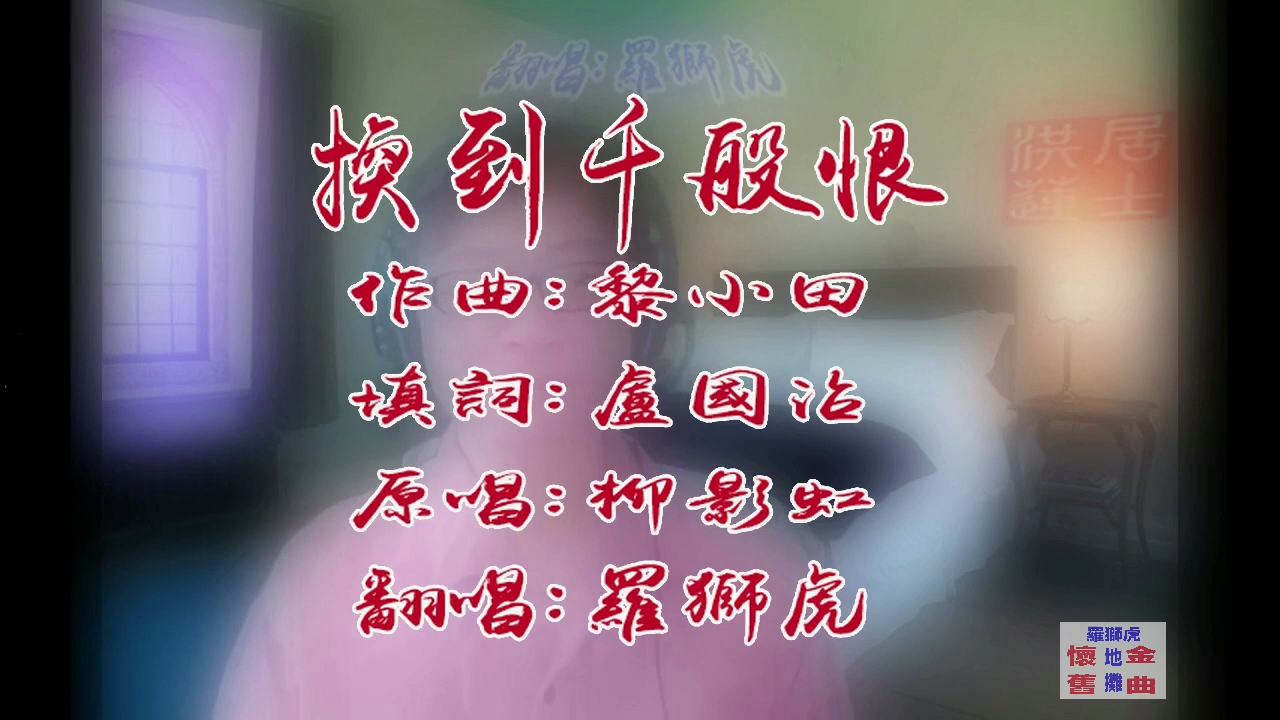 翻唱：羅獅虎
換到千般恨
作曲：黎小田
填詞：盧國沾
原唱：柳影虹
翻唱：羅獅虎
居士
羅獅虎
懷地金
舊攤曲